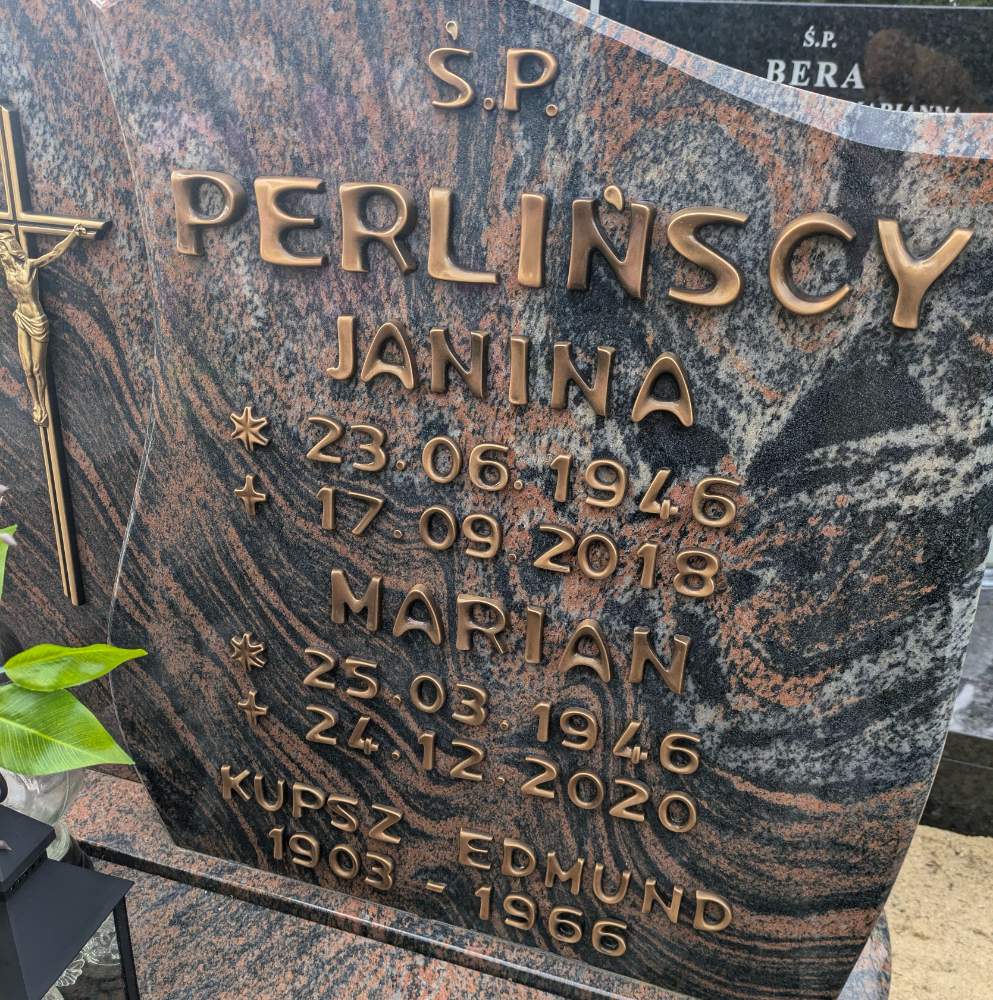 Ś.P.
PERLIŃSCY
JANINA
* 23.06.1946
+ 17.09.2018
MARIAN
* 25.03.1946
+ 24.12.2020
KUPSZ EDMUND
1903 - 1966
Ś.P.
BERA
MARIANNA